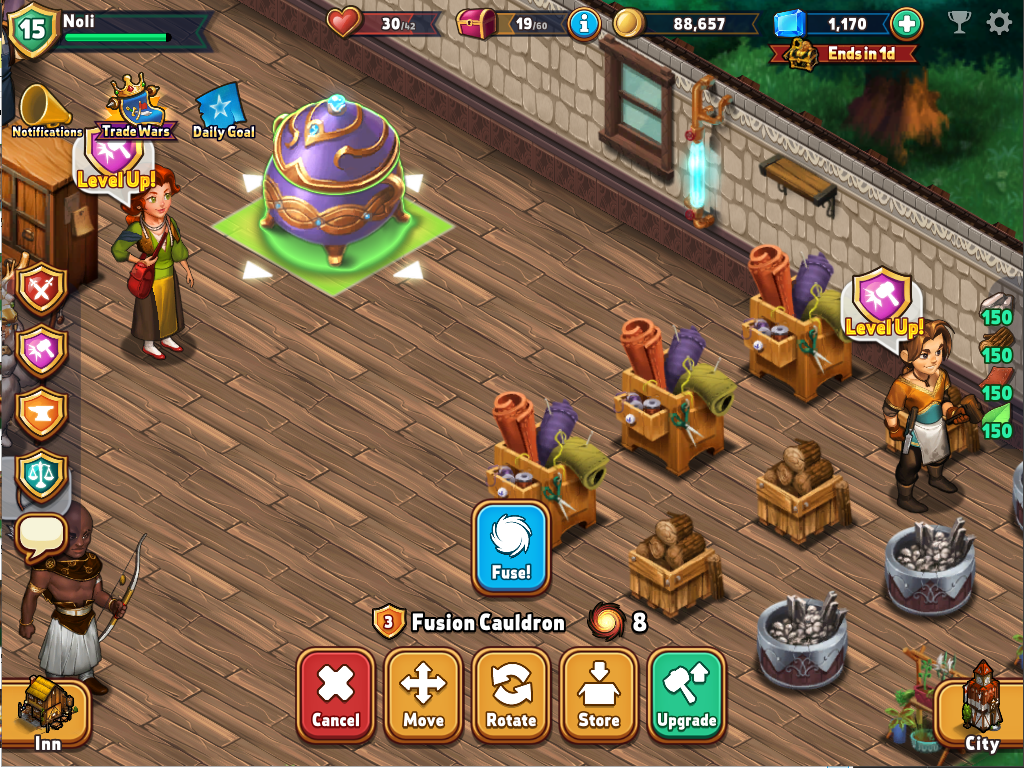 15
Noli
30/42
19/60
88,657
1,170
Ends in 1d
Notifications
Trade Wars
Daily Goal
Level Up!
Level Up!
150
150
150
150
Fuse!
3 Fusion Cauldron 8
Cancel
Move
Rotate
Store
Upgrade
Inn
City